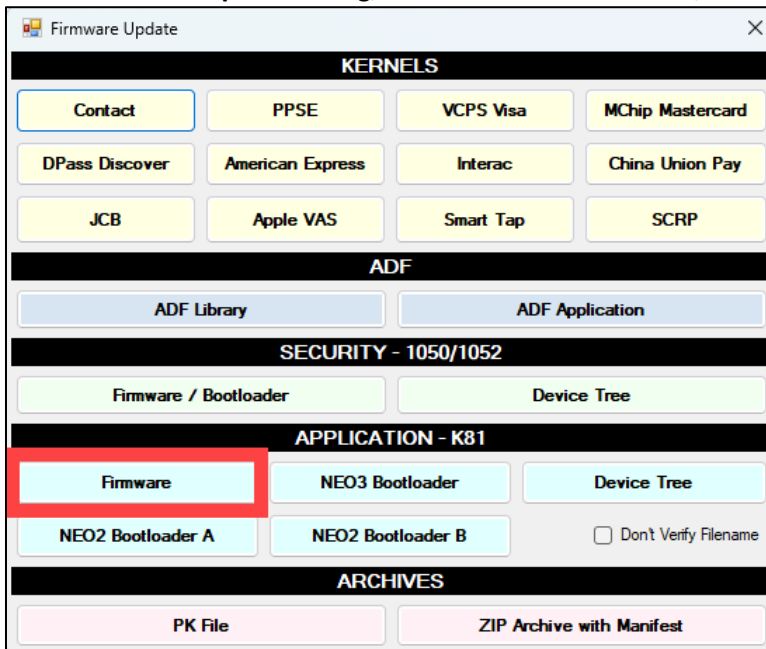 Firmware Update
KERNELS
Contact PPSE VCPS Visa MChip Mastercard
DPass Discover American Express Interac China Union Pay
JCB Apple VAS Smart Tap SCRP
ADF
ADF Library ADF Application
SECURITY - 1050/1052
Firmware / Bootloader Device Tree
APPLICATION - K81
Firmware NEO3 Bootloader Device Tree
NEO2 Bootloader A NEO2 Bootloader B Don't Verify Filename
ARCHIVES
PK File ZIP Archive with Manifest